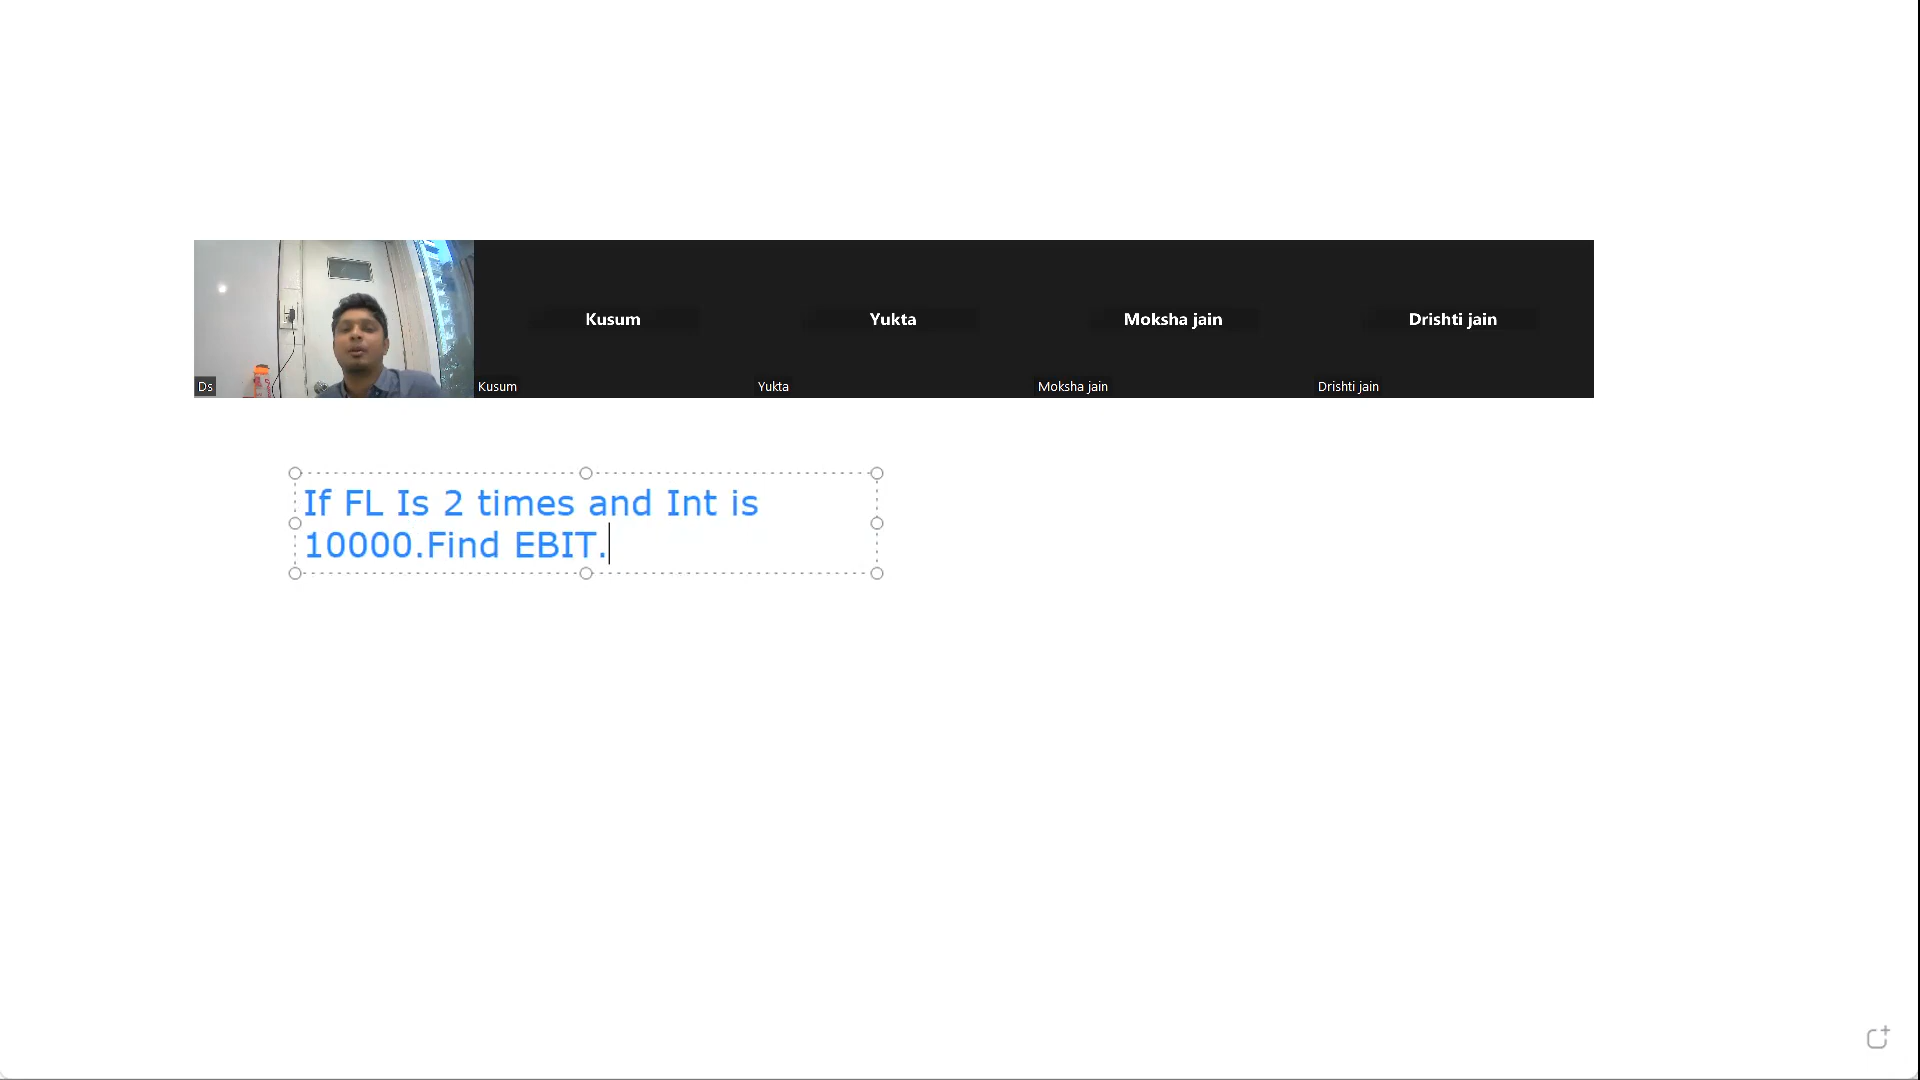 Kusum
Yukta
Moksha jain
Drishti jain
Ds
Kusum
Yukta
Moksha jain
Drishti jain
If FL Is 2 times and Int is
10000.Find EBIT.